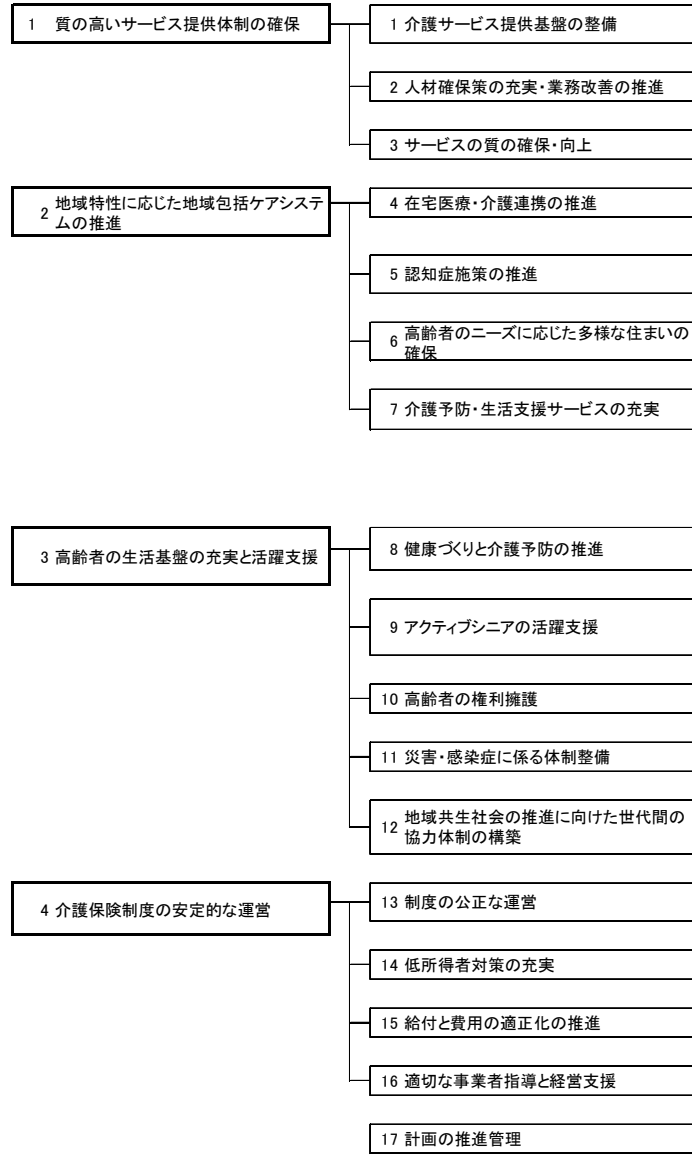 1 質の高いサービス提供体制の確保
1 介護サービス提供基盤の整備
2 人材確保策の充実・業務改善の推進
3 サービスの質の確保・向上
2 地域特性に応じた地域包括ケアシステ
ムの推進
4 在宅医療・介護連携の推進
5 認知症施策の推進
6 高齢者のニーズに応じた多様な住まいの
確保
7 介護予防・生活支援サービスの充実
3 高齢者の生活基盤の充実と活躍支援
8 健康づくりと介護予防の推進
9 アクティブシニアの活躍支援
10 高齢者の権利擁護
11 災害・感染症に係る体制整備
12 地域共生社会の推進に向けた世代間の
協力体制の構築
4 介護保険制度の安定的な運営
13 制度の公正な運営
14 低所得者対策の充実
15 給付と費用の適正化の推進
16 適切な事業者指導と経営支援
17 計画の推進管理